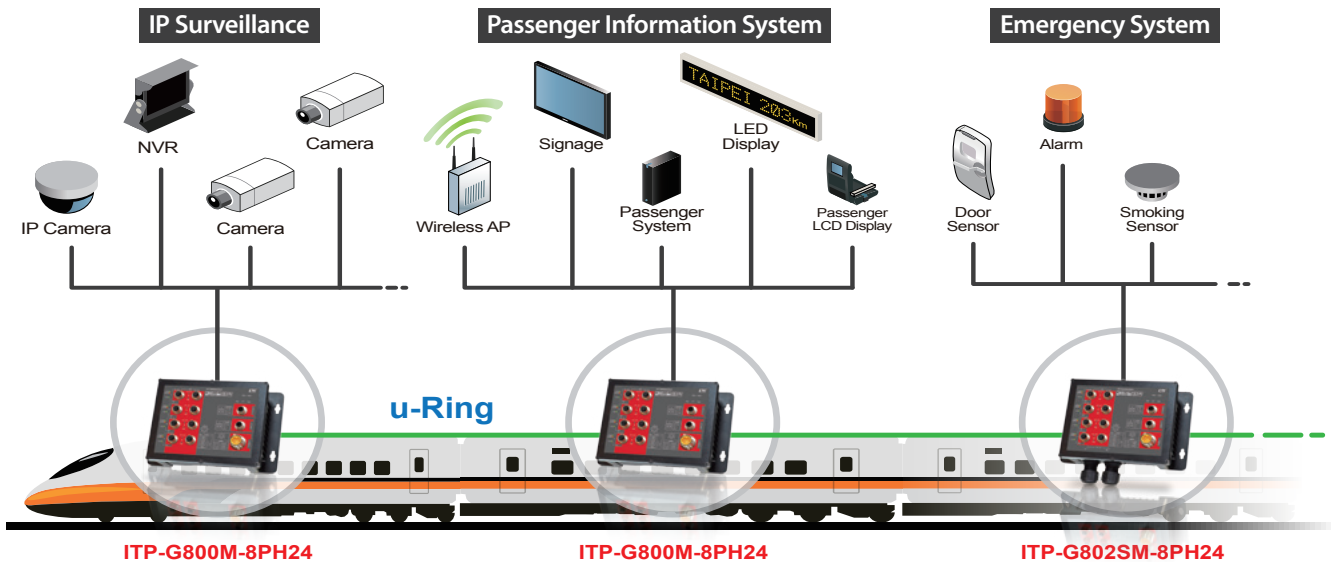 IP Surveillance
Passenger Information System
Emergency System
NVR
Camera
IP Camera
Camera
Signage
TAIPEI 203Km
LED
Display
Wireless AP
Passenger
System
Passenger
LCD Display
Alarm
Door
Sensor
Smoking
Sensor
u-Ring
ITP-G800M-8PH24
ITP-G800M-8PH24
ITP-G802SM-8PH24